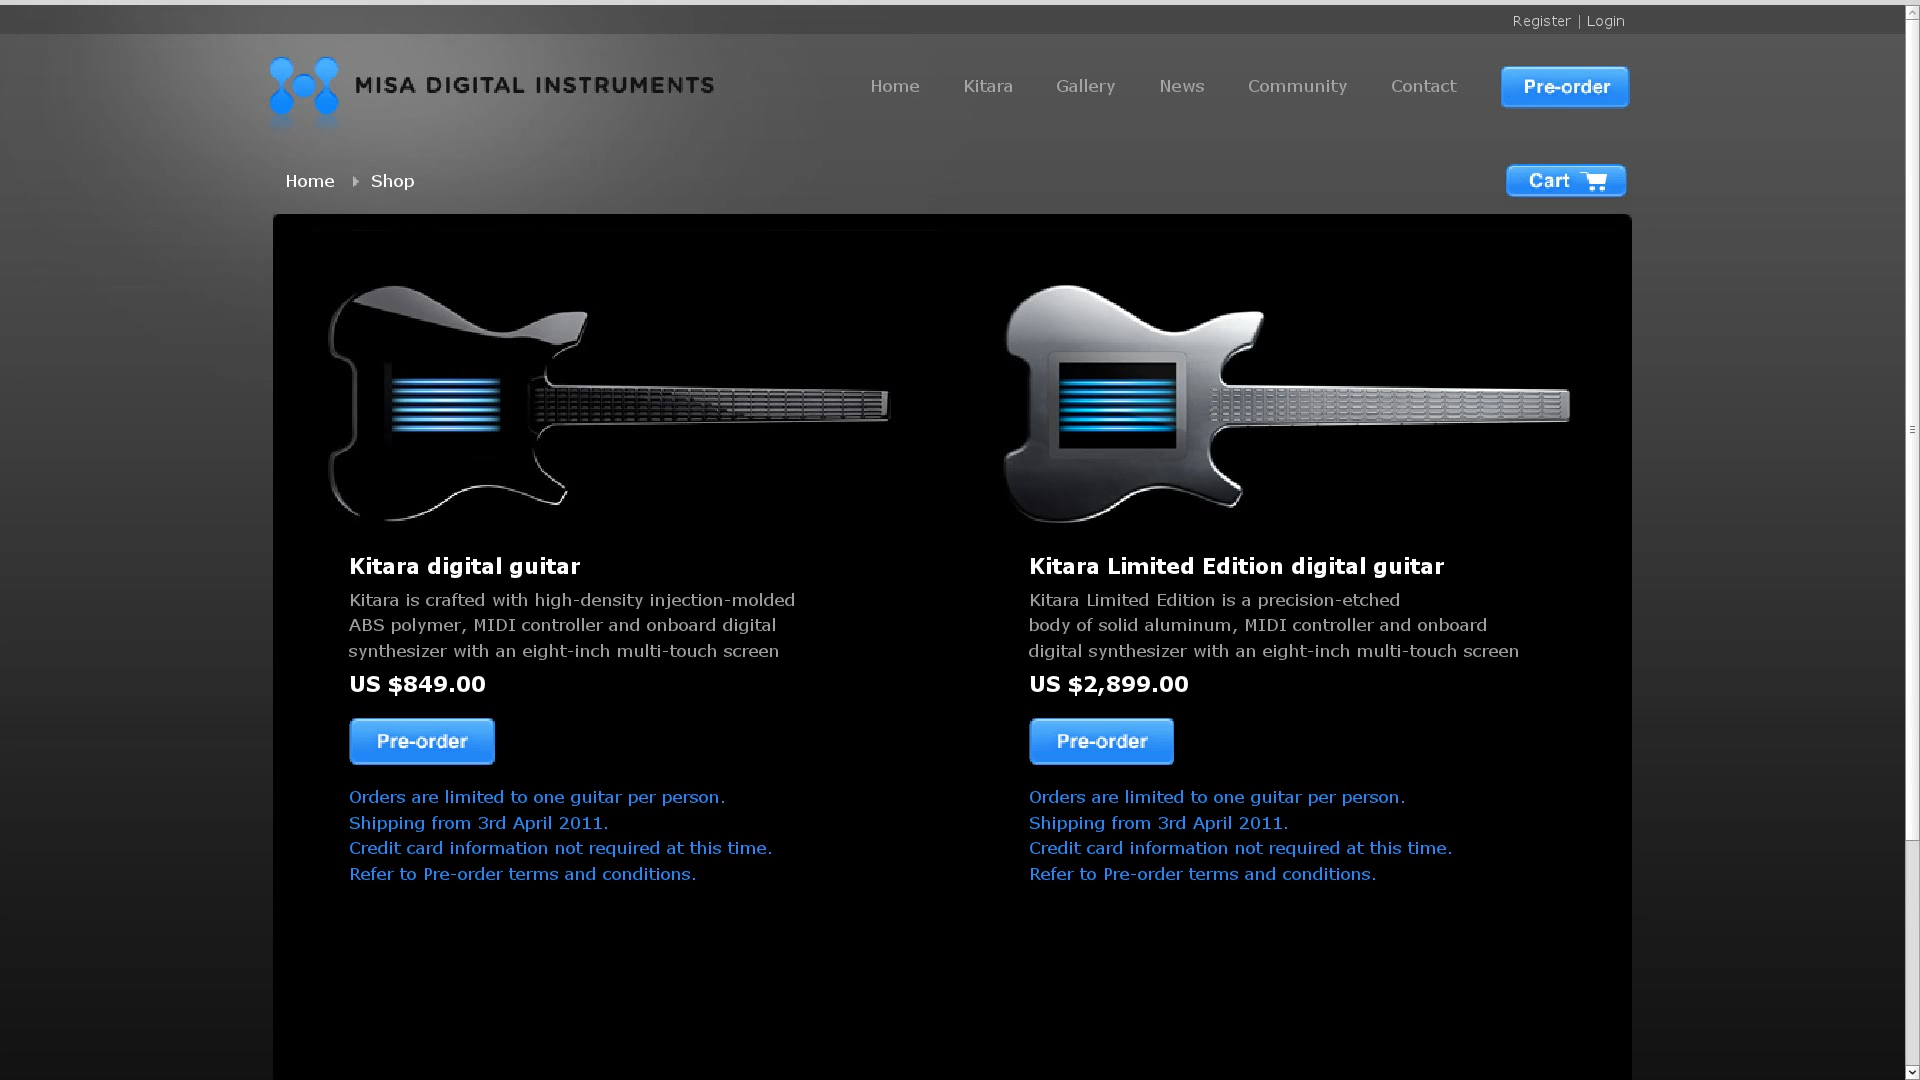 Register | Login
MISA DIGITAL INSTRUMENTS
Home Kitara Gallery News Community Contact Pre-order
Home Shop
Cart
Kitara digital guitar
Kitara is crafted with high-density injection-molded
ABS polymer, MIDI controller and onboard digital
synthesizer with an eight-inch multi-touch screen
US $849.00
Pre-order
Orders are limited to one guitar per person.
Shipping from 3rd April 2011.
Credit card information not required at this time.
Refer to Pre-order terms and conditions.
Kitara Limited Edition digital guitar
Kitara Limited Edition is a precision-etched
body of solid aluminum, MIDI controller and onboard
digital synthesizer with an eight-inch multi-touch screen
US $2,899.00
Pre-order
Orders are limited to one guitar per person.
Shipping from 3rd April 2011.
Credit card information not required at this time.
Refer to Pre-order terms and conditions.